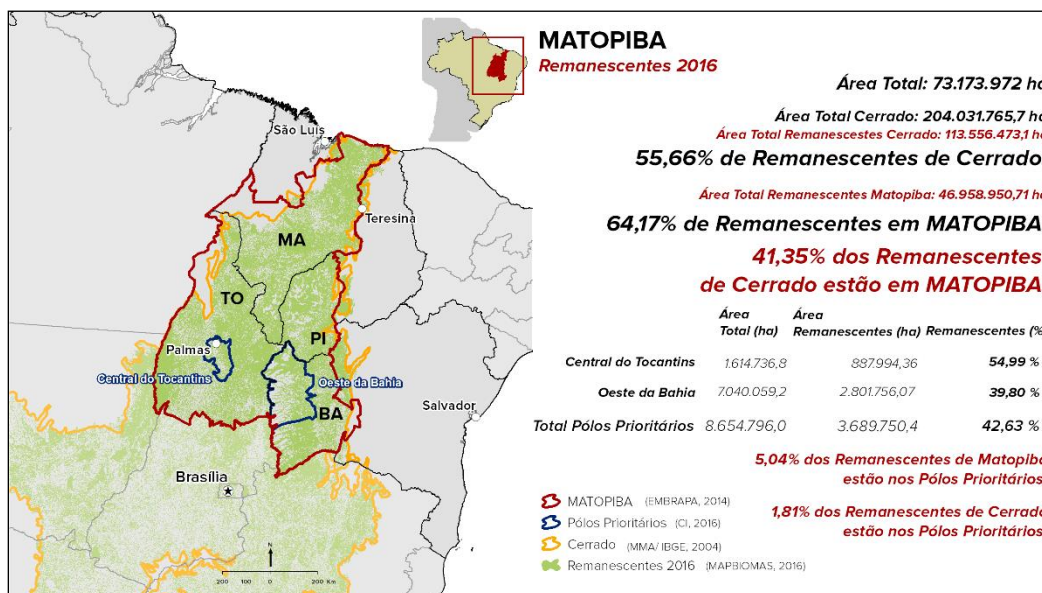 MATOPIBA
Remanescentes 2016
Área Total: 73.173.972 ha
Área Total Cerrado: 204.031.765,7 ha
Área Total Remanescestes Cerrado: 113.556.473,1 ha
55,66% de Remanescentes de Cerrado
Área Total Remanescentes Matopiba: 46.958.950,71 ha
64,17% de Remanescentes em MATOPIBA
41,35% dos Remanescentes
de Cerrado estão em MATOPIBA
Área Total (ha) Área Remanescentes (ha) Remanescentes (%
Central do Tocantins 1.614.736,8 887.994,36 54,99 %
Oeste da Bahia 7.040.059,2 2.801.756,07 39,80 %
Total Pólos Prioritários 8.654.796,0 3.689.750,4 42,63 %
5,04% dos Remanescentes de Matopiba
estão nos Pólos Prioritários
1,81% dos Remanescentes de Cerrado
estão nos Pólos Prioritários
São Luís
Teresina
MA
TO
PI
Palmas
Central do Tocantins
Oeste da Bahia
BA
Salvador
Brasília
N
200 100 0 200 Km
MATOPIBA (EMBRAPA, 2014)
Pólos Prioritários (CI, 2016)
Cerrado (MMA/ IBGE, 2004)
Remanescentes 2016 (MAPBIOMAS, 2016)